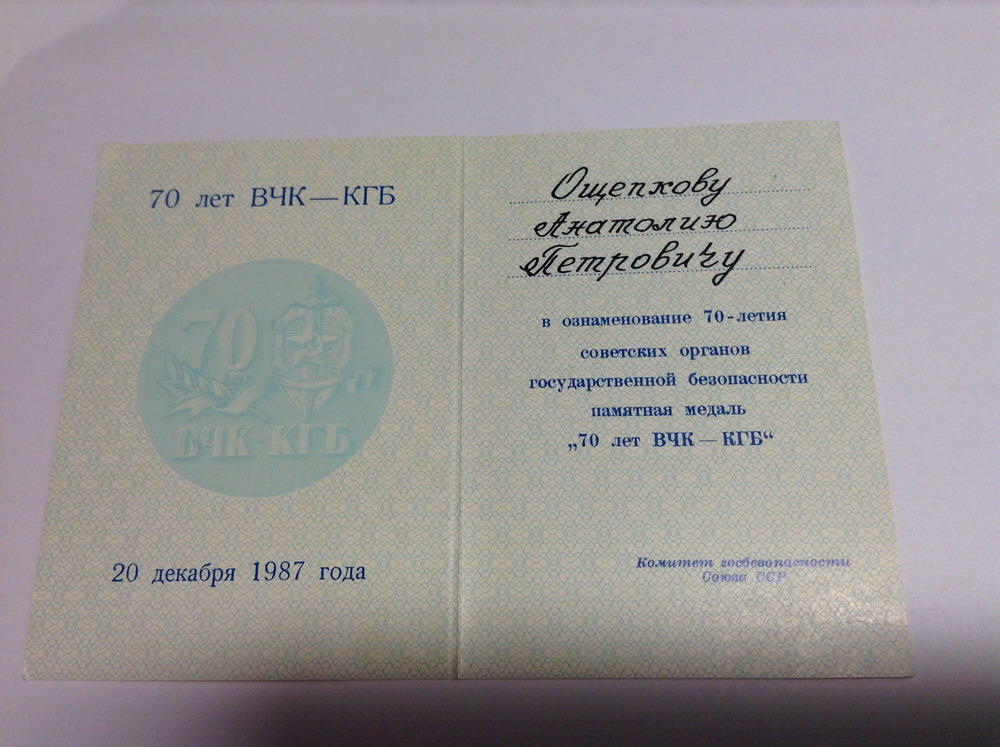 70 лет ВЧК — КГБ
70
лет
ВЧК-КГБ
20 декабря 1987 года
Ощепкову
Анатолию
Петровичу
в ознаменование 70-летия
советских органов
государственной безопасности
памятная медаль
„70 лет ВЧК — КГБ“
Комитет госбезопасности
Союза ССР